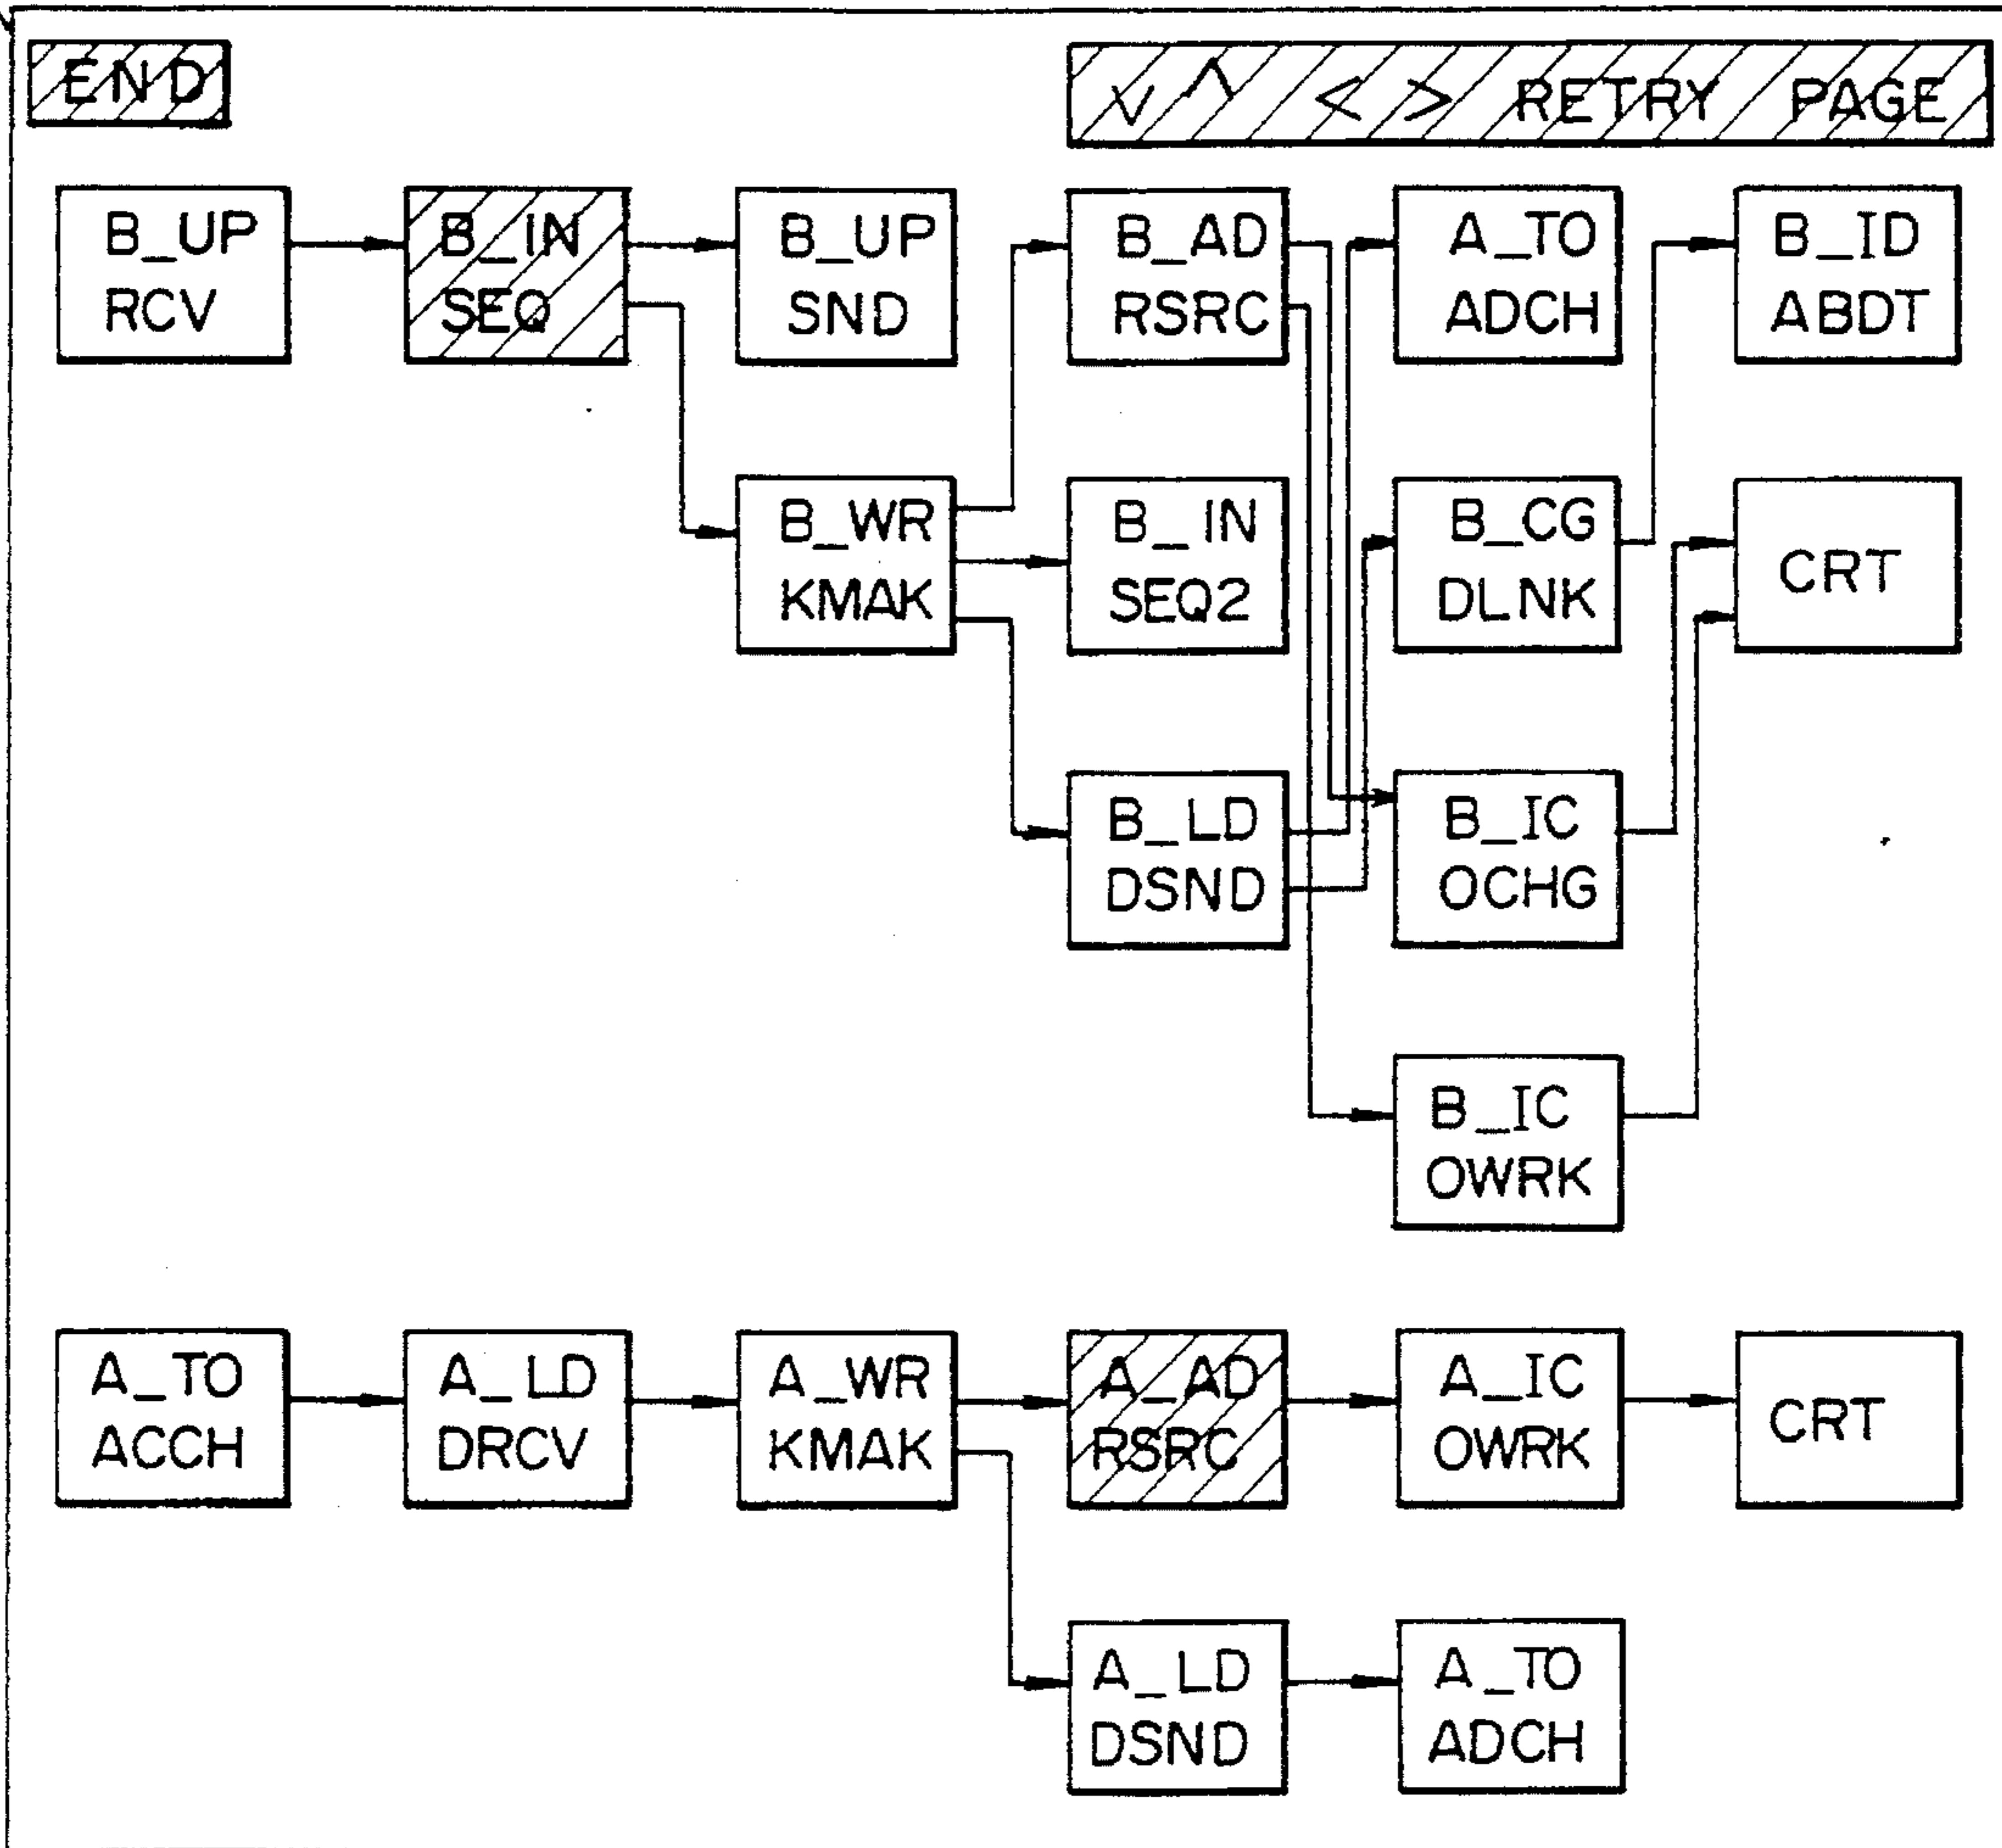 END
∨ ∧ < > RETRY PAGE
B_UP
RCV
B_IN
SEQ
B_UP
SND
B_AD
RSRC
A_TO
ADCH
B_ID
ABDT
B_WR
KMAK
B_IN
SEQ2
B_CG
DLNK
CRT
B_LD
DSND
B_IC
OCHG
B_IC
OWRK
A_TO
ACCH
A_LD
DRCV
A_WR
KMAK
A_AD
RSRC
A_IC
OWRK
CRT
A_LD
DSND
A_TO
ADCH